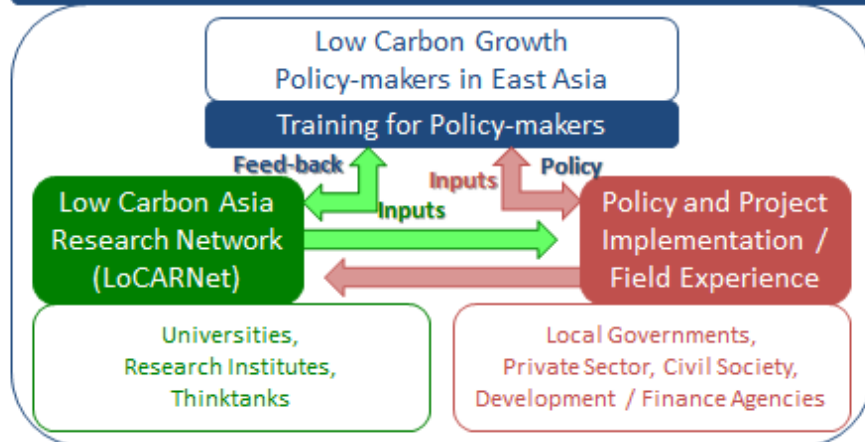 Low Carbon Growth
Policy-makers in East Asia
Training for Policy-makers
Feed-back
Policy
Inputs
Inputs
Low Carbon Asia
Research Network
(LoCARNet)
Policy and Project
Implementation /
Field Experience
Universities,
Research Institutes,
Thinktanks
Local Governments,
Private Sector, Civil Society,
Development / Finance Agencies